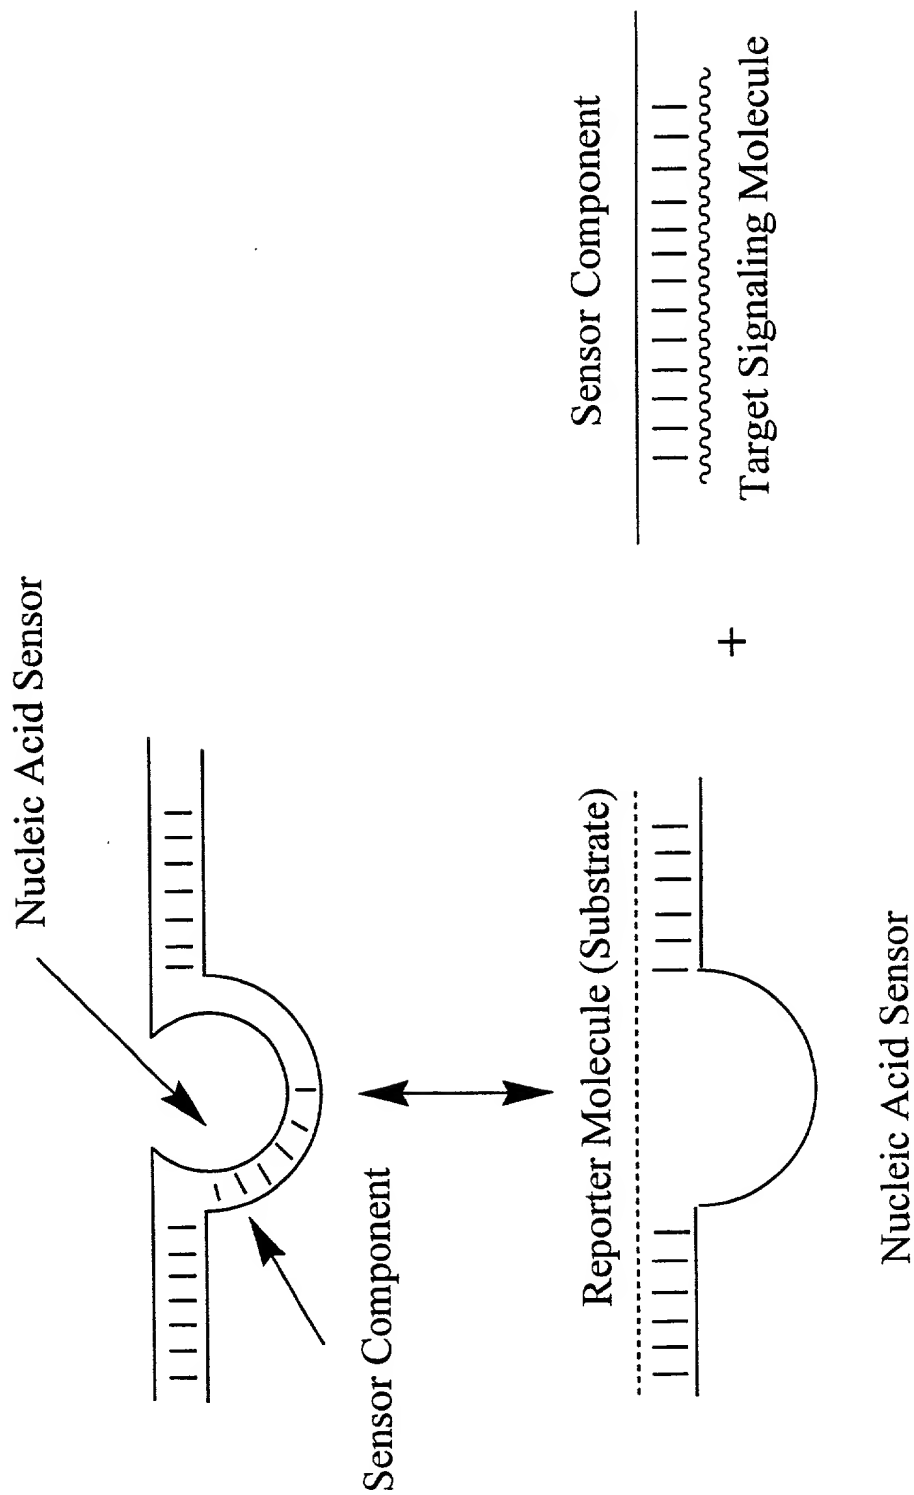 Nucleic Acid Sensor
Sensor Component
Reporter Molecule (Substrate)
Nucleic Acid Sensor
+
Sensor Component
Target Signaling Molecule